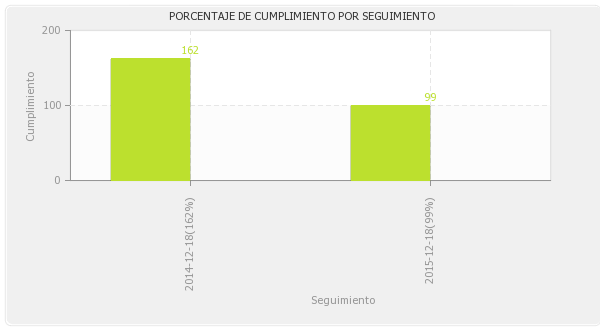 PORCENTAJE DE CUMPLIMIENTO POR SEGUIMIENTO
200
162
Cumplimiento
100
99
0
2014-12-18(162%)
2015-12-18(99%)
Seguimiento